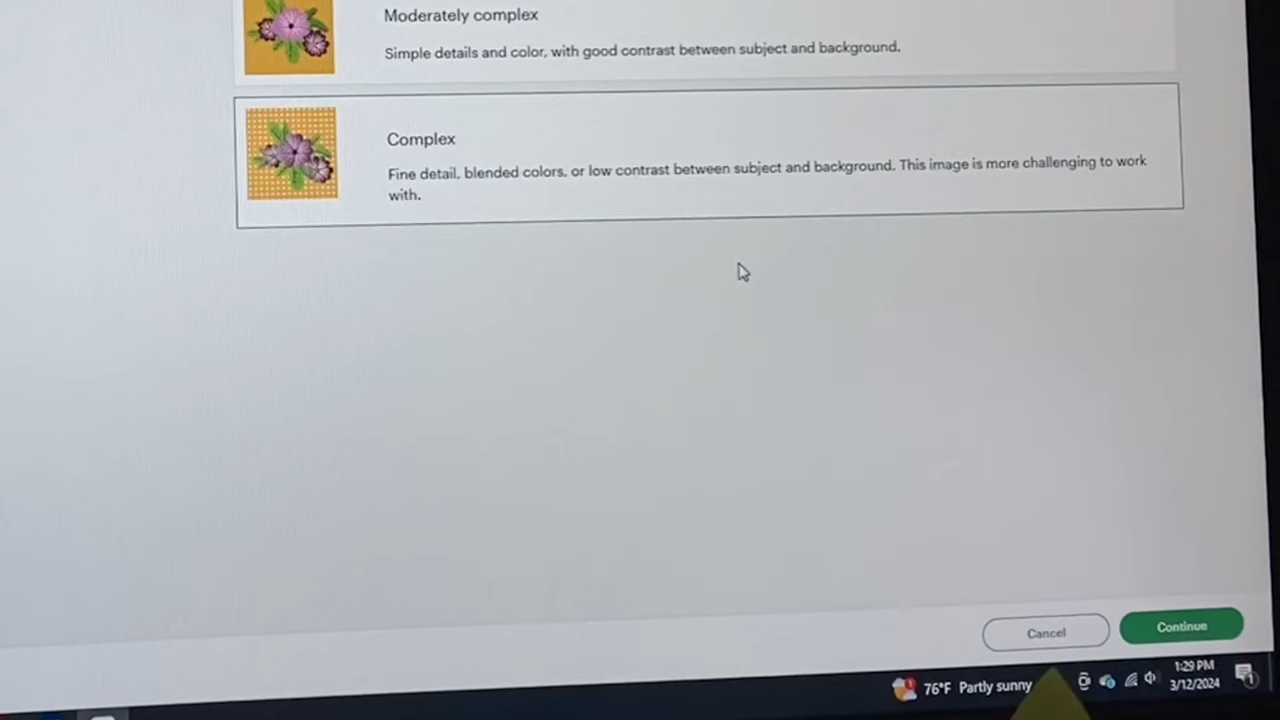 Moderately complex
Simple details and color, with good contrast between subject and background.
Complex
Fine detail, blended colors, or low contrast between subject and background. This image is more challenging to work
with.
Cancel
Continue
76°F Partly sunny
1:29 PM
3/12/2024
1